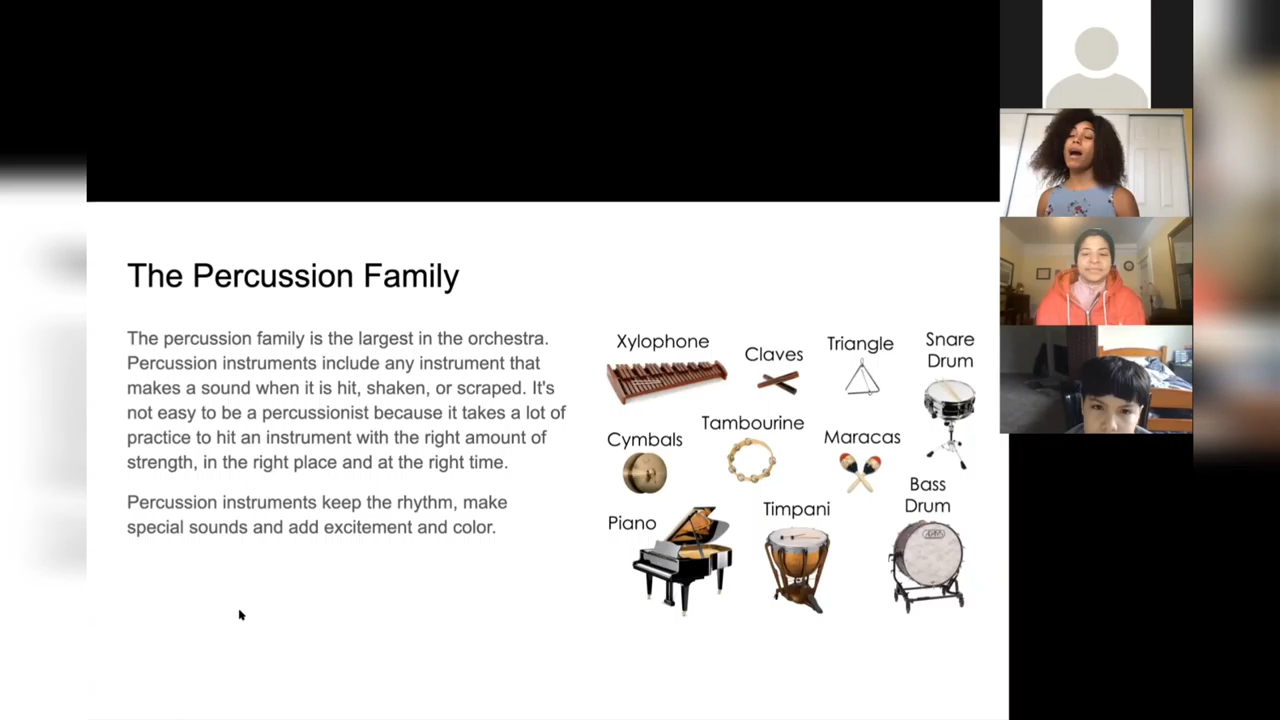 The Percussion Family
The percussion family is the largest in the orchestra.
Percussion instruments include any instrument that
makes a sound when it is hit, shaken, or scraped. It's
not easy to be a percussionist because it takes a lot of
practice to hit an instrument with the right amount of
strength, in the right place and at the right time.
Percussion instruments keep the rhythm, make
special sounds and add excitement and color.
Xylophone
Claves
Triangle
Snare
Drum
Cymbals
Tambourine
Maracas
Bass
Drum
Piano
Timpani